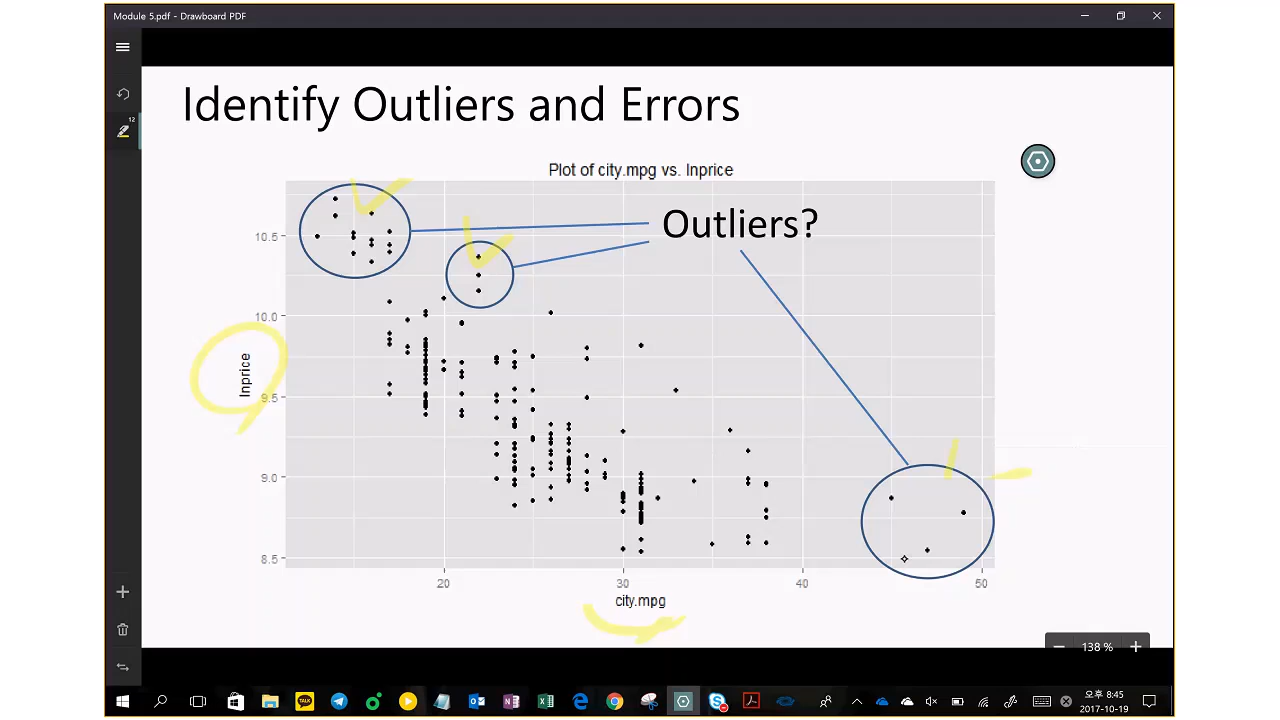 Module 5.pdf - Drawboard PDF
12
Identify Outliers and Errors
Plot of city.mpg vs. lnprice
Outliers?
10.5
10.0
9.5
9.0
8.5
lnprice
20 30 40 50
city.mpg
138 %
TALK
오후 8:45
2017-10-19